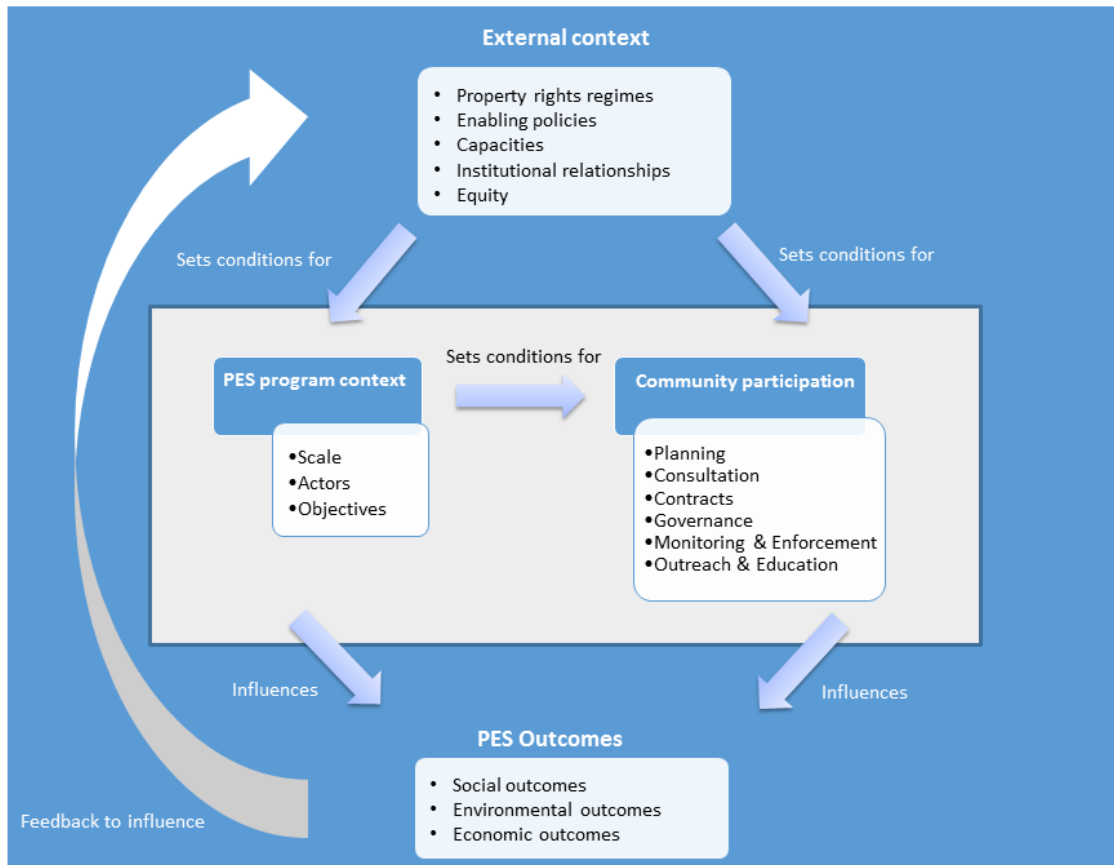 External context
• Property rights regimes
• Enabling policies
• Capacities
• Institutional relationships
• Equity
Sets conditions for
Sets conditions for
Sets conditions for
PES program context
Community participation
•Scale
•Actors
•Objectives
•Planning
•Consultation
•Contracts
•Governance
•Monitoring & Enforcement
•Outreach & Education
Influences
Influences
PES Outcomes
• Social outcomes
• Environmental outcomes
• Economic outcomes
Feedback to influence